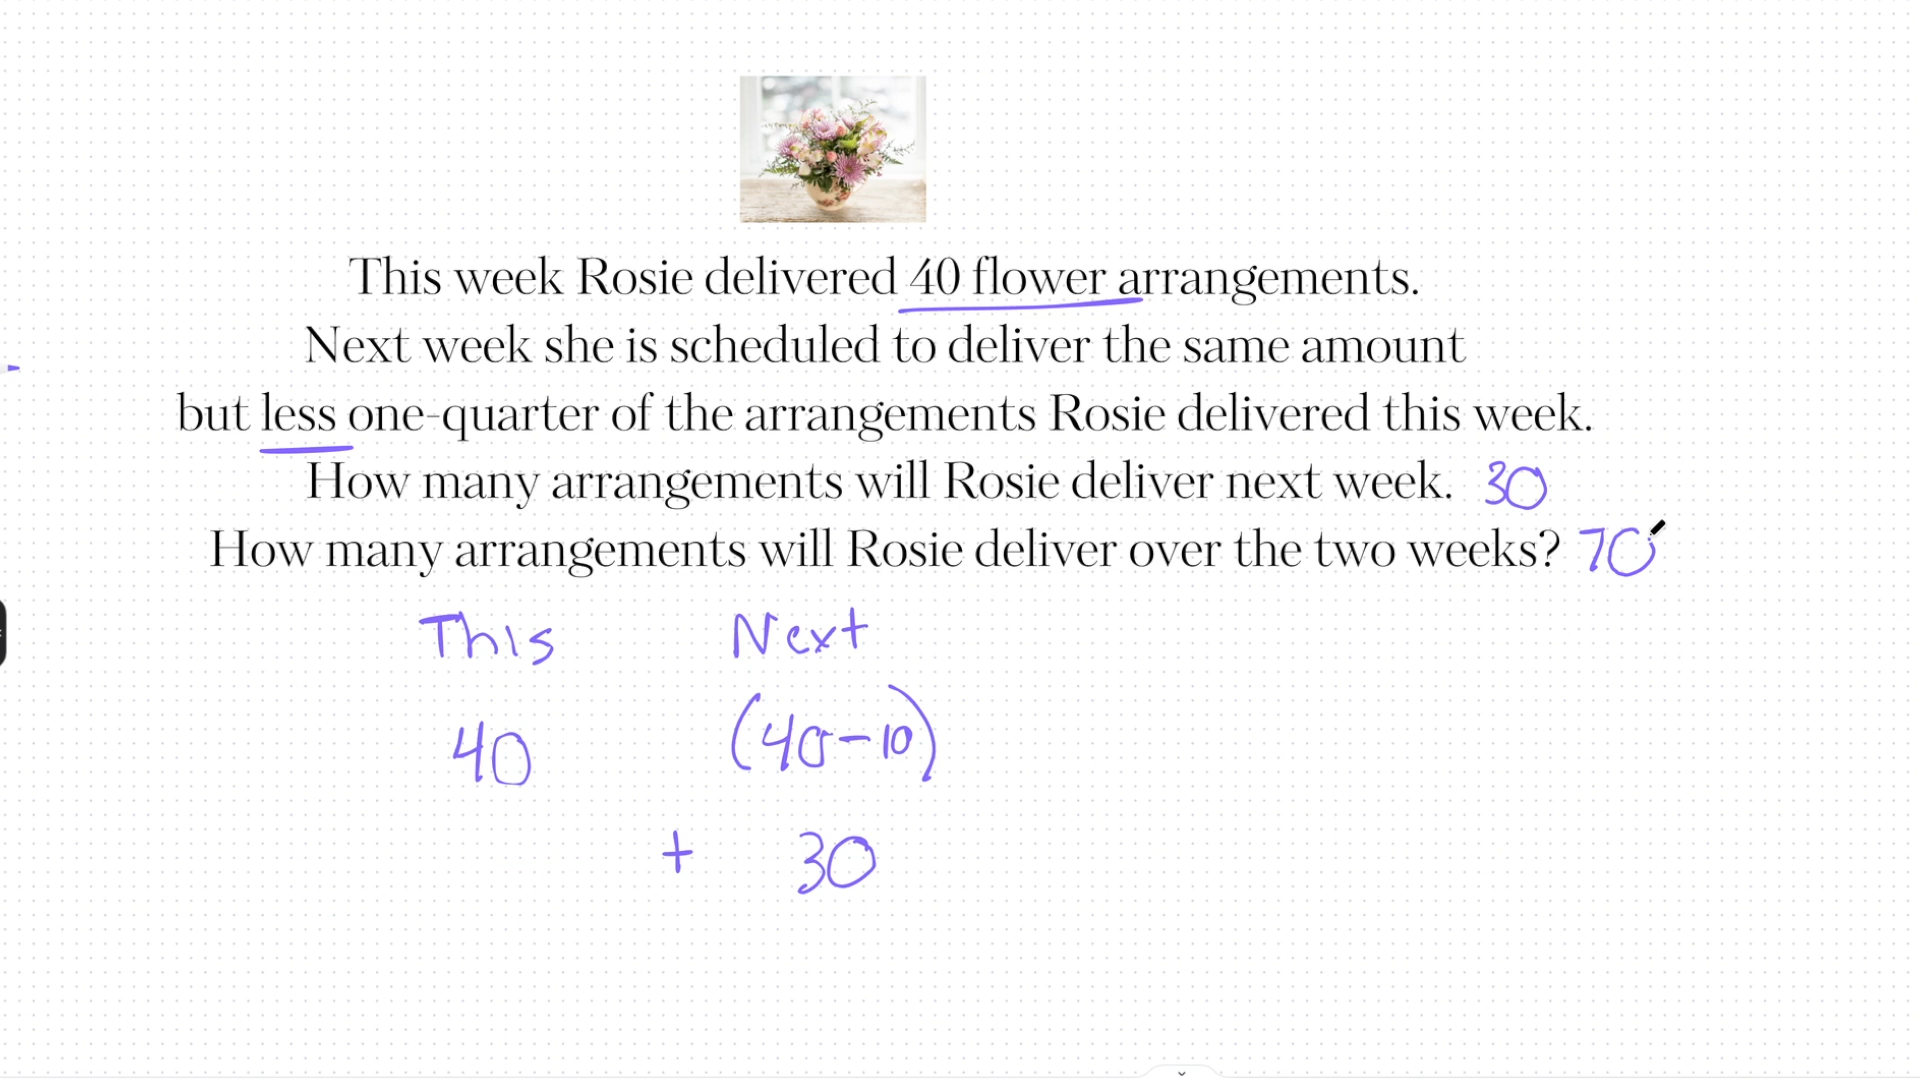 This week Rosie delivered 40 flower arrangements.
Next week she is scheduled to deliver the same amount
but less one-quarter of the arrangements Rosie delivered this week.
How many arrangements will Rosie deliver next week. 30
How many arrangements will Rosie deliver over the two weeks? 70
This Next
40 (40-10)
+ 30